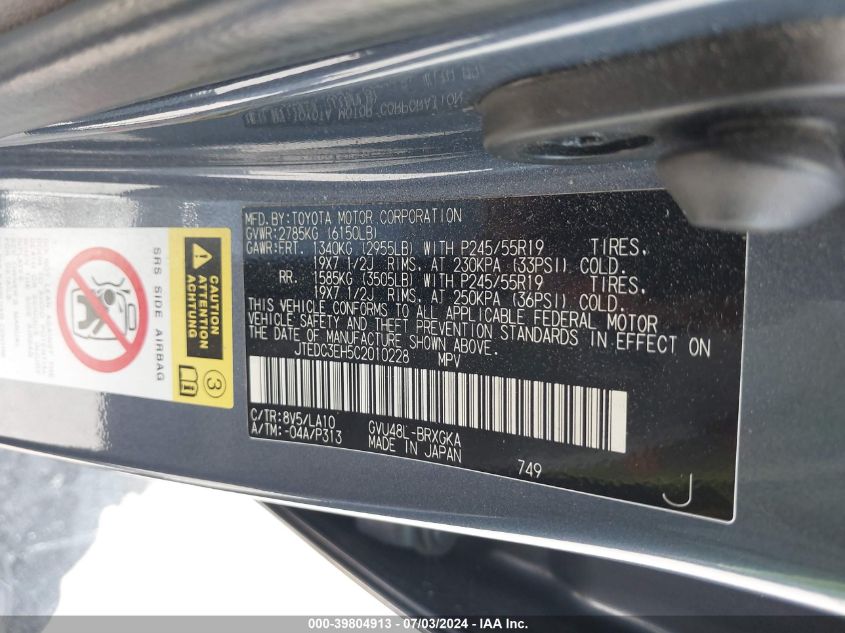 MFD.BY:TOYOTA MOTOR CORPORATION
GVWR:2785KG (6150LB)
GAWR:FRT. 1340KG (2955LB) WITH P245/55R19 TIRES.
19X7 1/2J RIMS. AT 230KPA (33PSI) COLD.
RR. 1585KG (3505LB) WITH P245/55R19 TIRES.
19X7 1/2J RIMS. AT 250KPA (36PSI) COLD.
THIS VEHICLE CONFORMS TO ALL APPLICABLE FEDERAL MOTOR
VEHICLE SAFETY AND THEFT PREVENTION STANDARDS IN EFFECT ON
THE DATE OF MANUFACTURE SHOWN ABOVE.
JTEDC3EH5C2010228 MPV
C/TR:8V5/LA10 GVU48L-BRXGKA
A/TM:-04A/P313 MADE IN JAPAN
749
J
SRS SIDE AIRBAG
CAUTION
ATTENTION
ACHTUNG
3
000-39804913 - 07/03/2024 - IAA, Inc.